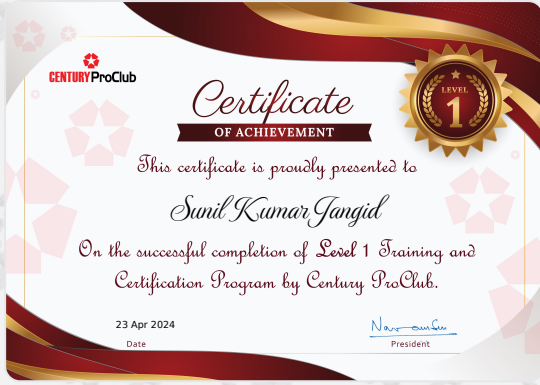 CENTURY ProClub
LEVEL
1
Certificate
OF ACHIEVEMENT
This certificate is proudly presented to
Sunil Kumar Jangid
On the successful completion of Level 1 Training and
Certification Program by Century ProClub.
23 Apr 2024
Date
President